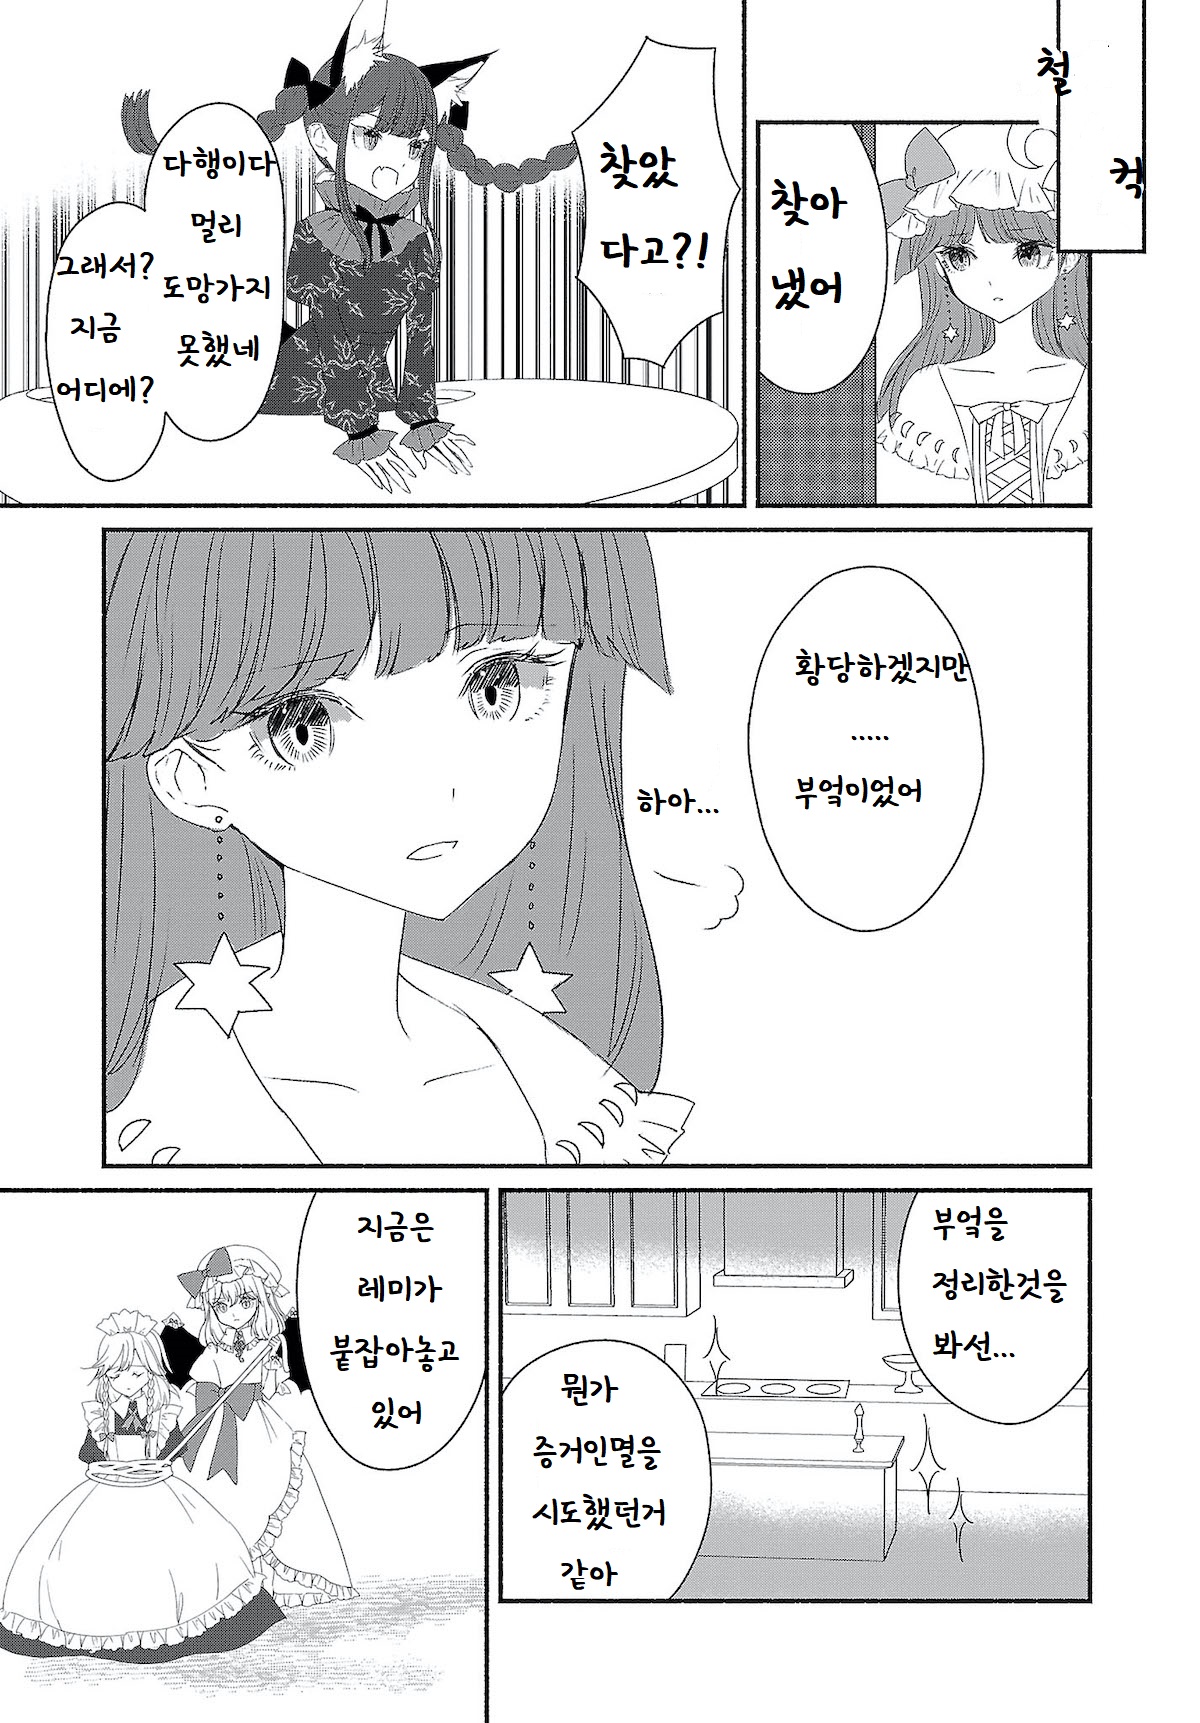 철
컥
찾아
냈어
찾았
다고?!
다행이다
멀리
도망가지
못했네
그래서?
지금
어디에?
황당하겠지만
.....
부엌이었어
하아...
부엌을
정리한것을
봐선...
뭔가
증거인멸을
시도했던거
같아
지금은
레미가
붙잡아놓고
있어